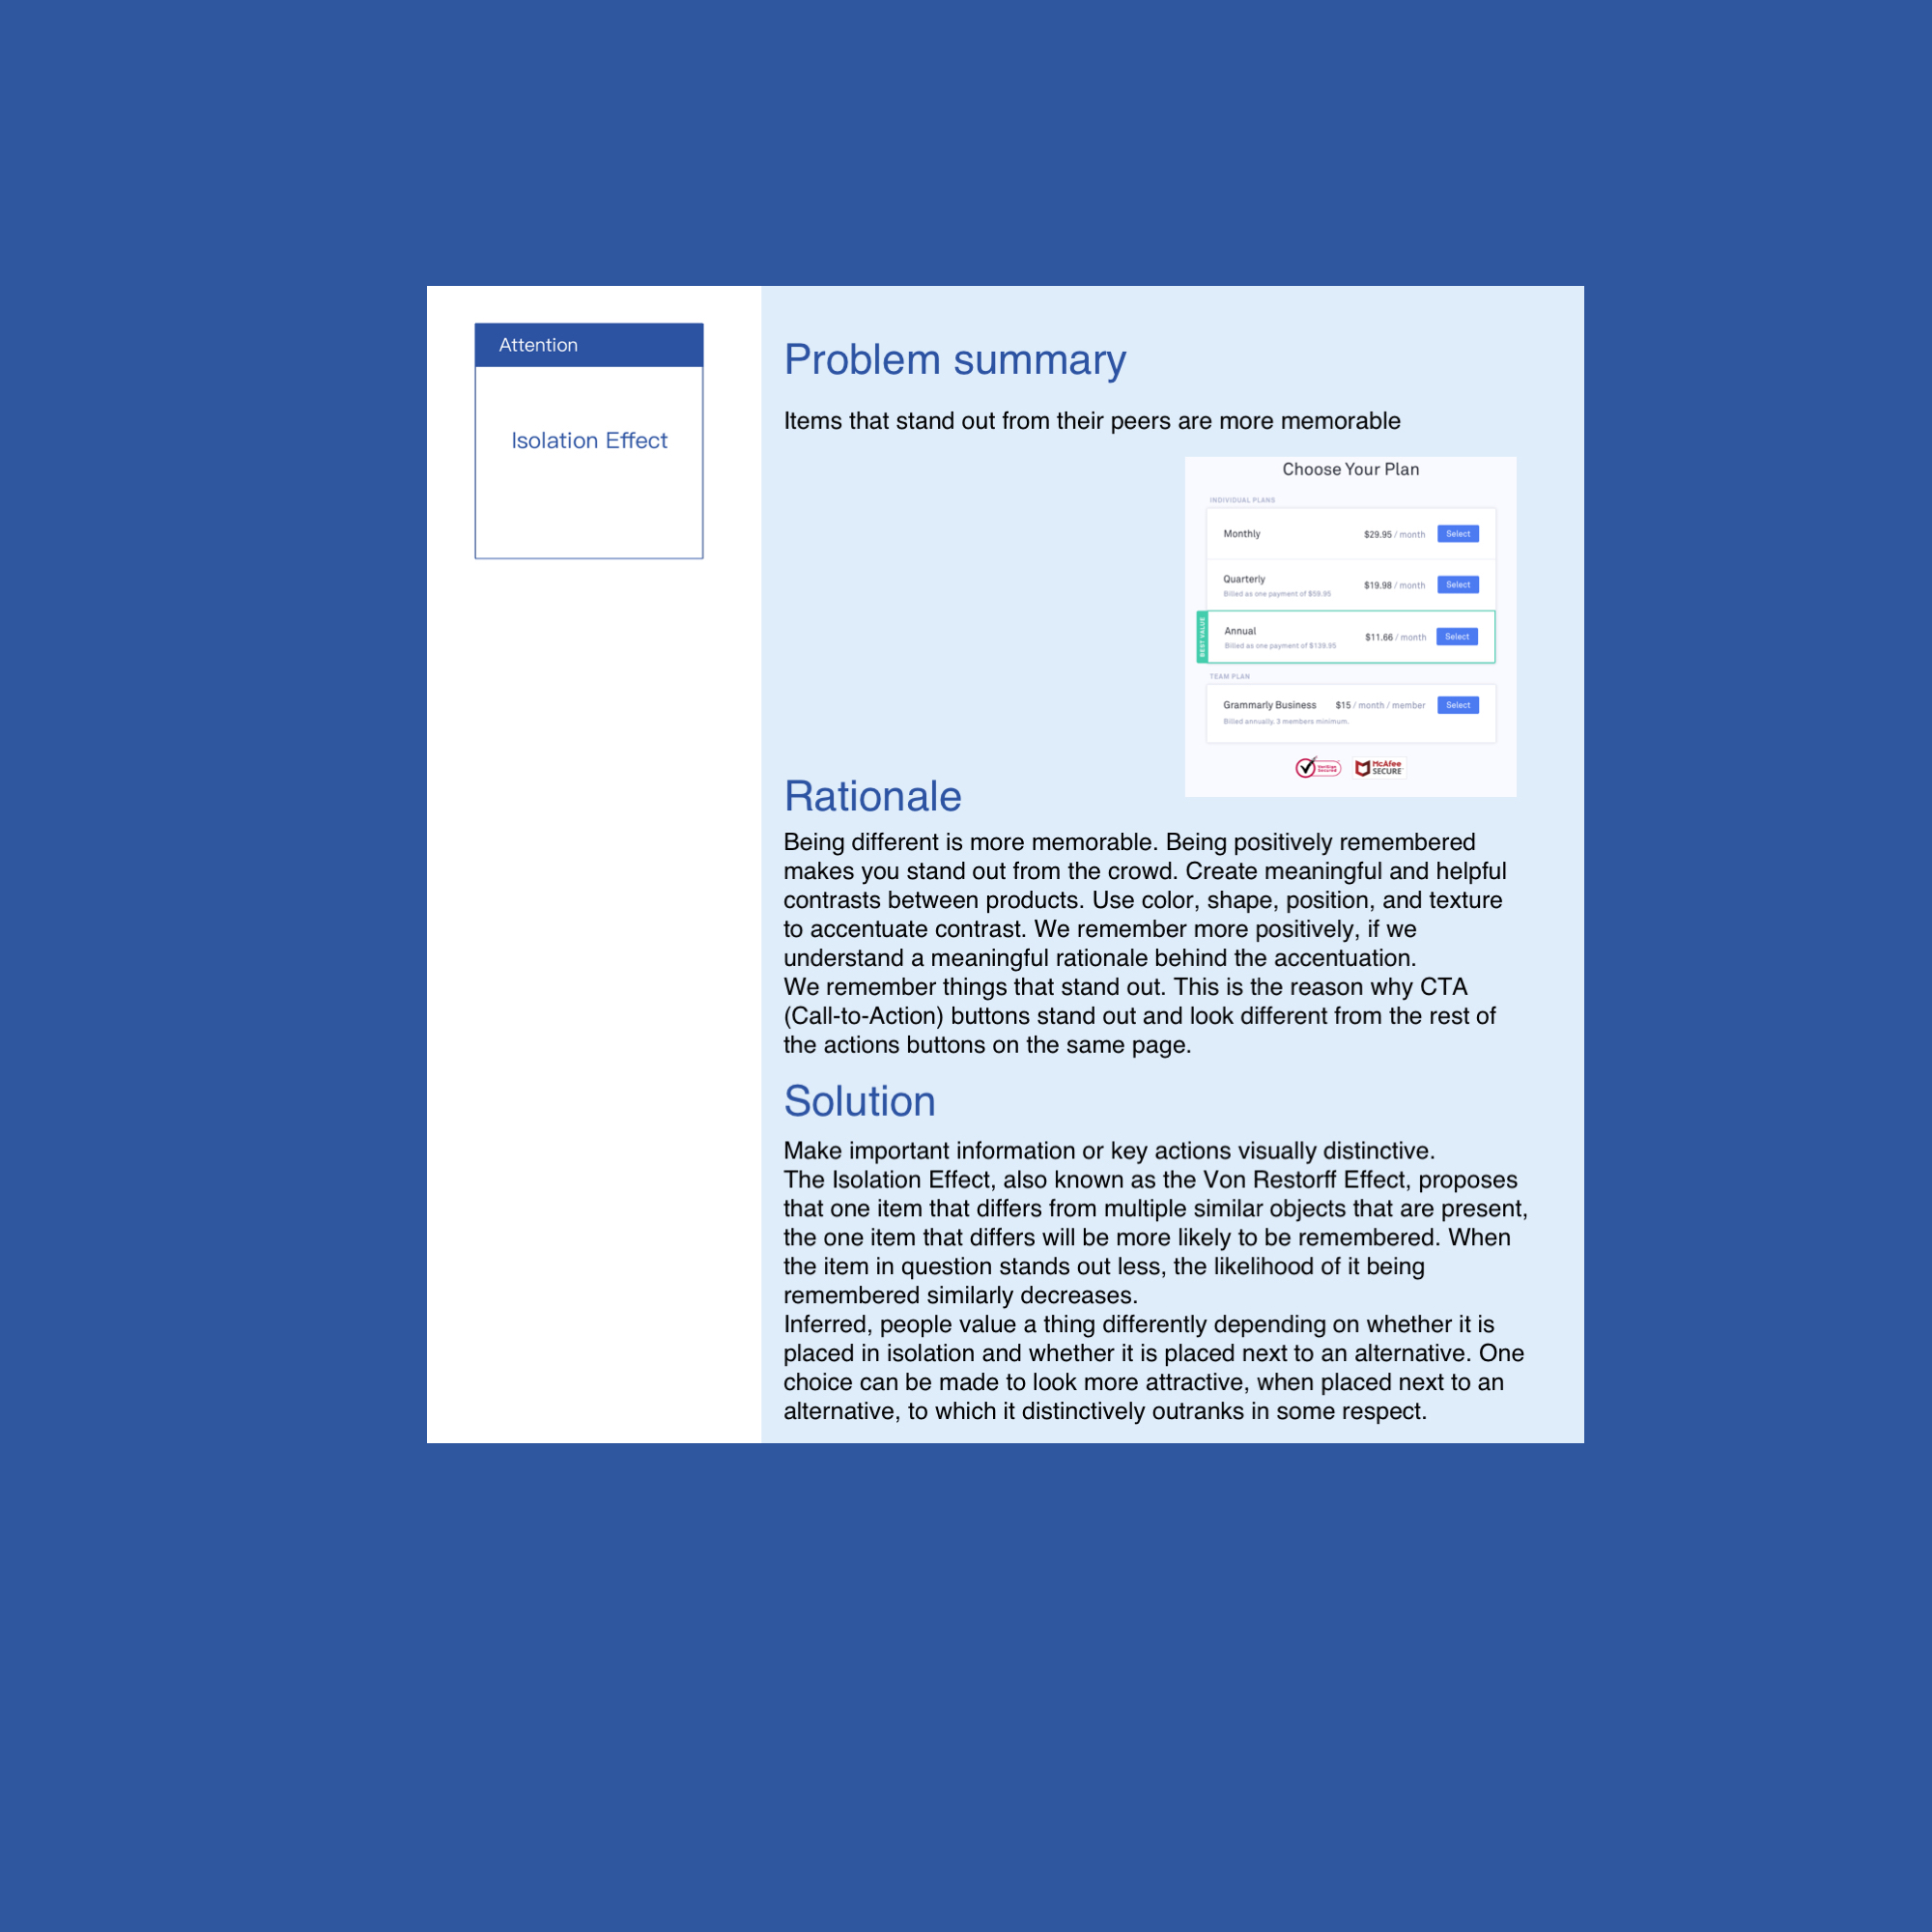 Attention
Isolation Effect
Problem summary
Items that stand out from their peers are more memorable
Choose Your Plan
INDIVIDUAL PLANS
Monthly
$29.95 / month
Select
Quarterly
Billed as one payment of $59.95
$19.98 / month
Select
BEST VALUE
Annual
Billed as one payment of $139.95
$11.66 / month
Select
TEAM PLAN
Grammarly Business
$15 / month / member
Select
Billed annually. 3 members minimum.
McAfee
SECURE
Rationale
Being different is more memorable. Being positively remembered
makes you stand out from the crowd. Create meaningful and helpful
contrasts between products. Use color, shape, position, and texture
to accentuate contrast. We remember more positively, if we
understand a meaningful rationale behind the accentuation.
We remember things that stand out. This is the reason why CTA
(Call-to-Action) buttons stand out and look different from the rest of
the actions buttons on the same page.
Solution
Make important information or key actions visually distinctive.
The Isolation Effect, also known as the Von Restorff Effect, proposes
that one item that differs from multiple similar objects that are present,
the one item that differs will be more likely to be remembered. When
the item in question stands out less, the likelihood of it being
remembered similarly decreases.
Inferred, people value a thing differently depending on whether it is
placed in isolation and whether it is placed next to an alternative. One
choice can be made to look more attractive, when placed next to an
alternative, to which it distinctively outranks in some respect.